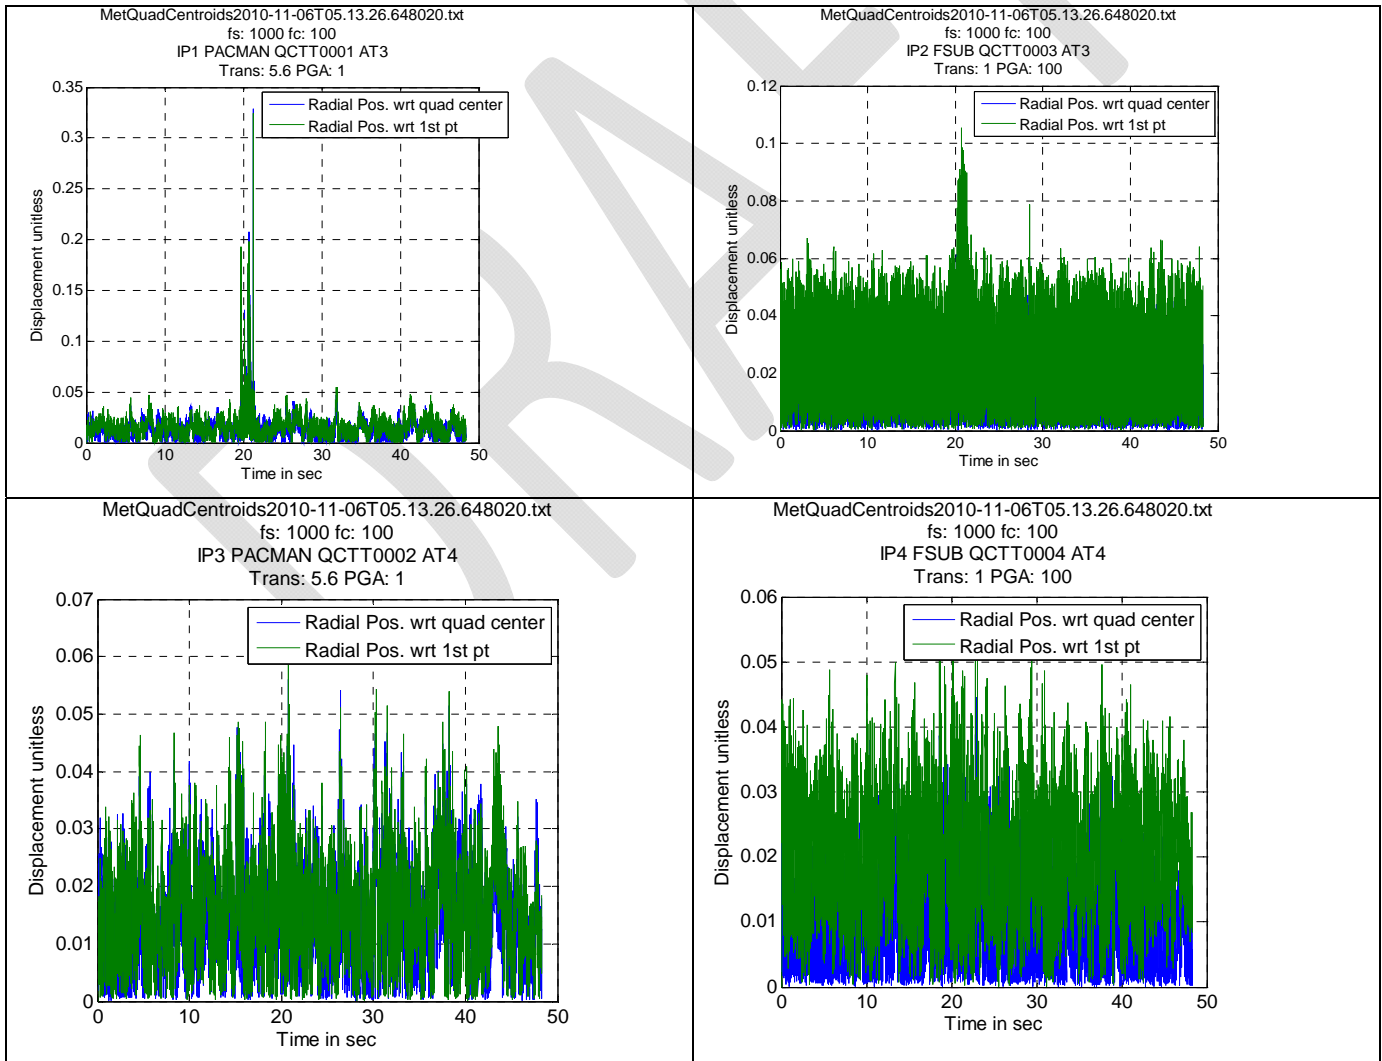 MetQuadCentroids2010-11-06T05.13.26.648020.txt
fs: 1000 fc: 100
IP1 PACMAN QCTT0001 AT3
Trans: 5.6 PGA: 1
Radial Pos. wrt quad center
Radial Pos. wrt 1st pt
Displacement unitless
0.35
0.3
0.25
0.2
0.15
0.1
0.05
0
0 10 20 30 40 50
Time in sec
MetQuadCentroids2010-11-06T05.13.26.648020.txt
fs: 1000 fc: 100
IP2 FSUB QCTT0003 AT3
Trans: 1 PGA: 100
Radial Pos. wrt quad center
Radial Pos. wrt 1st pt
Displacement unitless
0.12
0.1
0.08
0.06
0.04
0.02
0
0 10 20 30 40 50
Time in sec
MetQuadCentroids2010-11-06T05.13.26.648020.txt
fs: 1000 fc: 100
IP3 PACMAN QCTT0002 AT4
Trans: 5.6 PGA: 1
Radial Pos. wrt quad center
Radial Pos. wrt 1st pt
Displacement unitless
0.07
0.06
0.05
0.04
0.03
0.02
0.01
0
0 10 20 30 40 50
Time in sec
MetQuadCentroids2010-11-06T05.13.26.648020.txt
fs: 1000 fc: 100
IP4 FSUB QCTT0004 AT4
Trans: 1 PGA: 100
Radial Pos. wrt quad center
Radial Pos. wrt 1st pt
Displacement unitless
0.06
0.05
0.04
0.03
0.02
0.01
0
0 10 20 30 40 50
Time in sec
DRAF